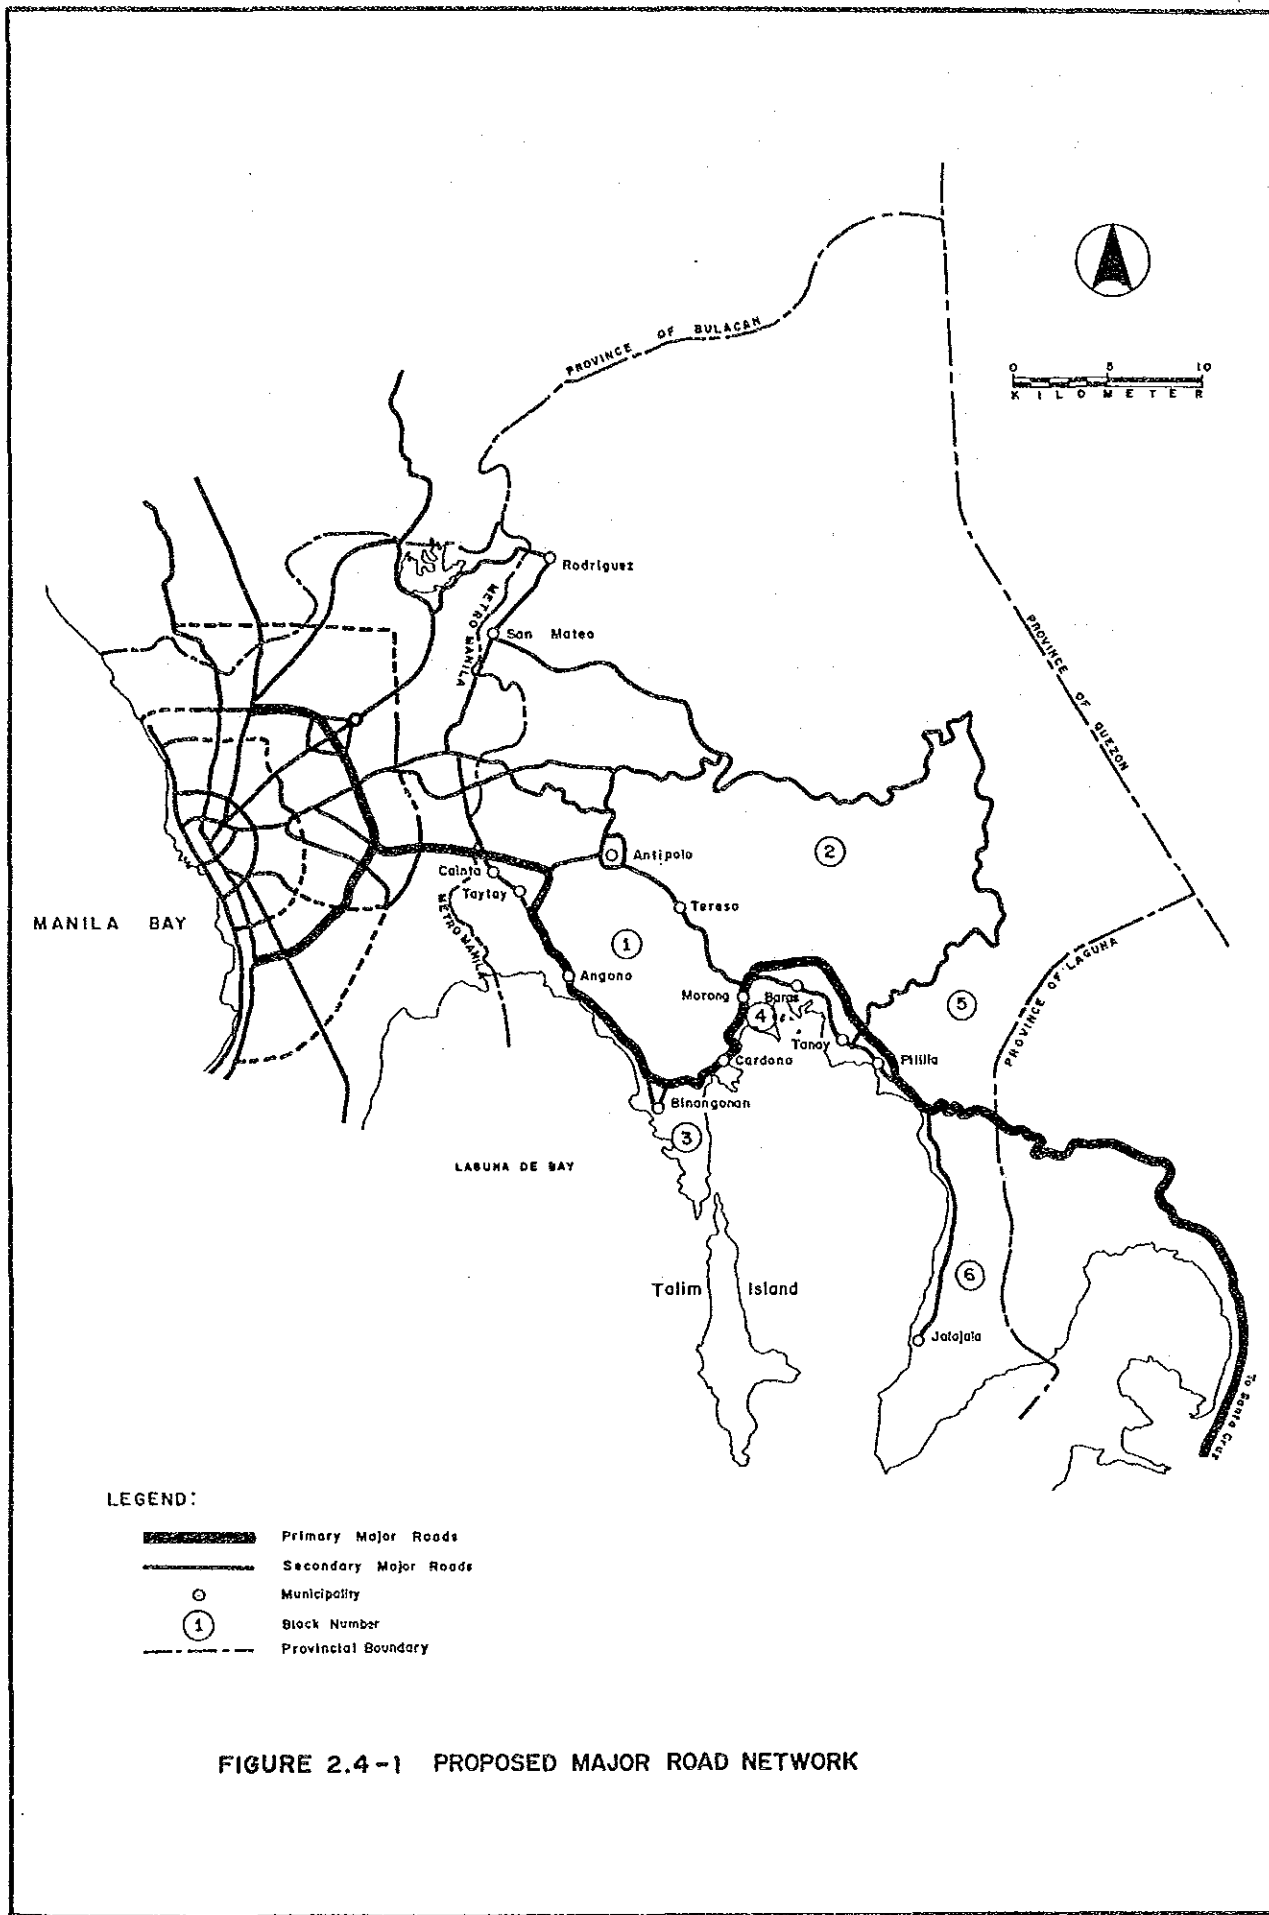 PROVINCE OF BULACAN
0 5 10
KILOMETER
Rodriguez
METRO MANILA
San Mateo
PROVINCE OF QUEZON
2
Antipolo
Cainta
Taytay
METRO MANILA
Teresa
MANILA BAY
1
Angono
Morong
Baras
4
5
PROVINCE OF LAGUNA
Tanay
Pililla
Cardona
Binangonan
3
LAGUNA DE BAY
6
Talim Island
Jalajala
To Santa Cruz
LEGEND:
Primary Major Roads
Secondary Major Roads
Municipality
1 Block Number
Provincial Boundary
FIGURE 2.4-1 PROPOSED MAJOR ROAD NETWORK